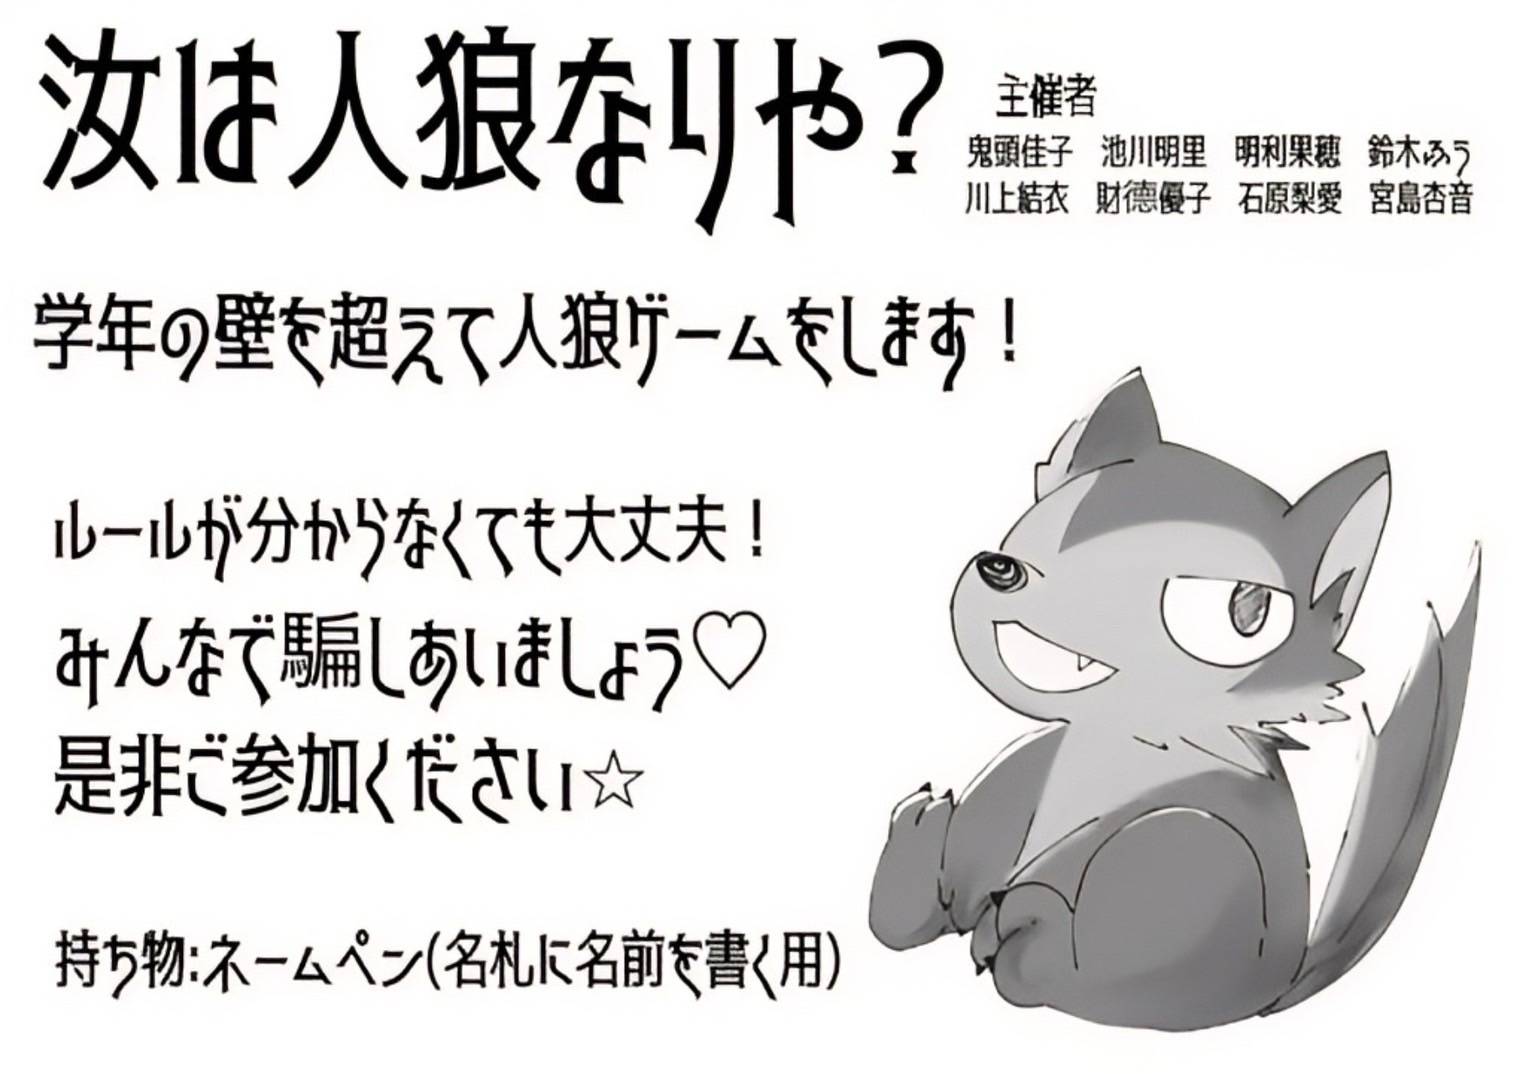 汝は人狼なりや?
主催者
鬼頭佳子 池川明里 明利果穂 鈴木ふう
川上結衣 財徳優子 石原梨愛 宮島杏音
学年の壁を超えて人狼ゲームをします！
ルールが分からなくても大丈夫！
みんなで騙しあいましょう♡
是非ご参加ください☆
持ち物:ネームペン(名札に名前を書く用)